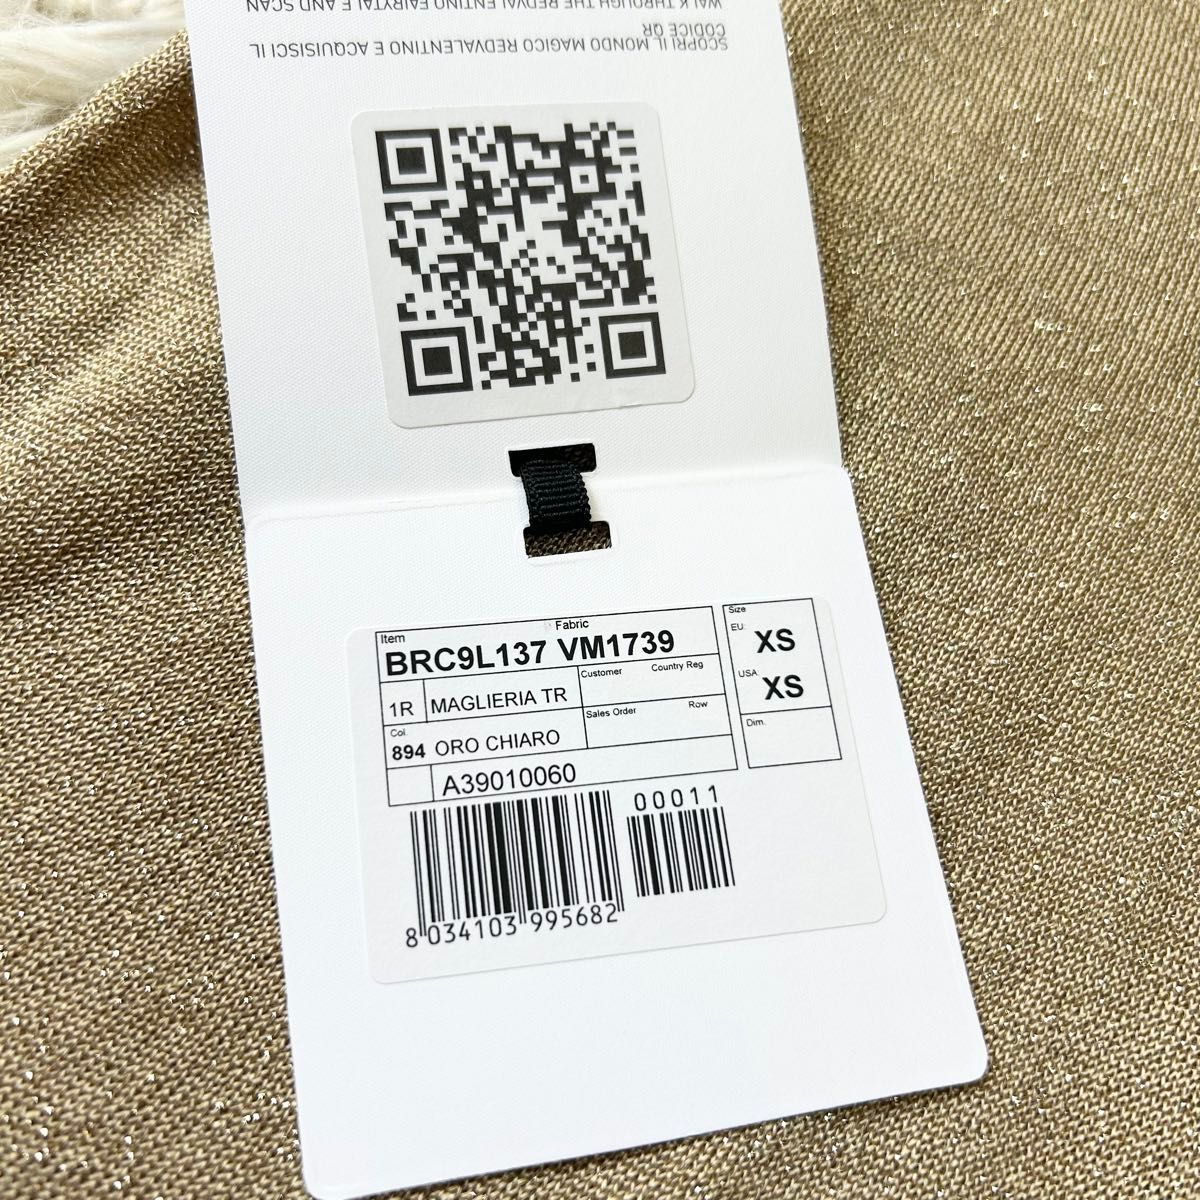 SCOPRI IL MONDO MAGICO REDVALENTINO E ACQUISISCI IL
CODICE QR
WALK THROUGH THE REDVALENTINO FAIRYTALE AND SCAN
Item Fabric
BRC9L137 VM1739
1R MAGLIERIA TR
Customer Country Reg
Col.
894 ORO CHIARO
Sales Order Row
A39010060
Size
EU: XS
USA: XS
Dim.
00011
8 034103 995682